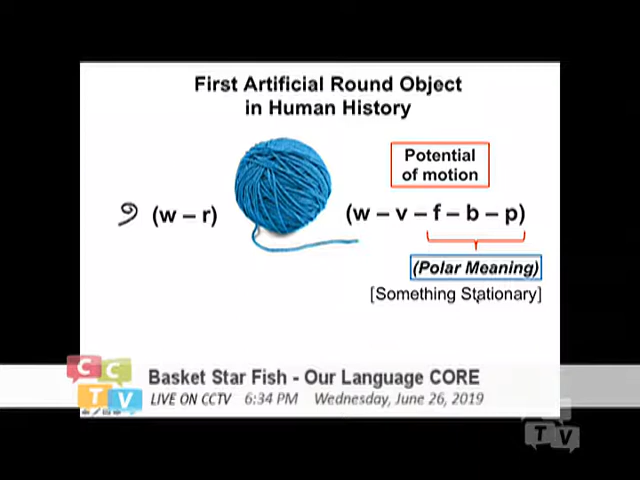 First Artificial Round Object
in Human History
Potential
of motion
(w – r)
(w – v – f – b – p)
(Polar Meaning)
[Something Stationary]
CC
TV
Basket Star Fish - Our Language CORE
LIVE ON CCTV 6:34 PM Wednesday, June 26, 2019
TV